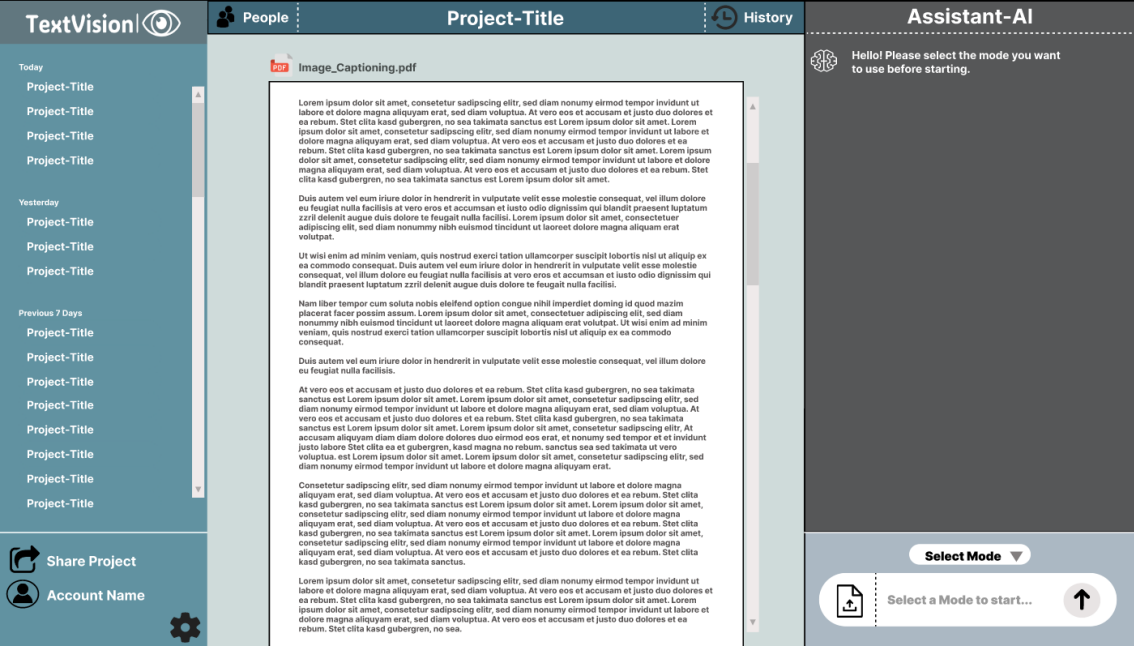 TextVision
People
Project-Title
History
Assistant-AI
Today
Project-Title
Project-Title
Project-Title
Project-Title
Yesterday
Project-Title
Project-Title
Project-Title
Previous 7 Days
Project-Title
Project-Title
Project-Title
Project-Title
Project-Title
Project-Title
Project-Title
Project-Title
Share Project
Account Name
PDF
Image_Captioning.pdf
Lorem ipsum dolor sit amet, consetetur sadipscing elitr, sed diam nonumy eirmod tempor invidunt ut
labore et dolore magna aliquyam erat, sed diam voluptua. At vero eos et accusam et justo duo dolores et
ea rebum. Stet clita kasd gubergren, no sea takimata sanctus est Lorem ipsum dolor sit amet. Lorem
ipsum dolor sit amet, consetetur sadipscing elitr, sed diam nonumy eirmod tempor invidunt ut labore et
dolore magna aliquyam erat, sed diam voluptua. At vero eos et accusam et justo duo dolores et ea
rebum. Stet clita kasd gubergren, no sea takimata sanctus est Lorem ipsum dolor sit amet. Lorem ipsum
dolor sit amet, consetetur sadipscing elitr, sed diam nonumy eirmod tempor invidunt ut labore et dolore
magna aliquyam erat, sed diam voluptua. At vero eos et accusam et justo duo dolores et ea rebum. Stet
clita kasd gubergren, no sea takimata sanctus est Lorem ipsum dolor sit amet.
Duis autem vel eum iriure dolor in hendrerit in vulputate velit esse molestie consequat, vel illum dolore
eu feugiat nulla facilisis at vero eros et accumsan et iusto odio dignissim qui blandit praesent luptatum
zzril delenit augue duis dolore te feugait nulla facilisi. Lorem ipsum dolor sit amet, consectetuer
adipiscing elit, sed diam nonummy nibh euismod tincidunt ut laoreet dolore magna aliquam erat
volutpat.
Ut wisi enim ad minim veniam, quis nostrud exerci tation ullamcorper suscipit lobortis nisl ut aliquip ex
ea commodo consequat. Duis autem vel eum iriure dolor in hendrerit in vulputate velit esse molestie
consequat, vel illum dolore eu feugiat nulla facilisis at vero eros et accumsan et iusto odio dignissim qui
blandit praesent luptatum zzril delenit augue duis dolore te feugait nulla facilisi.
Nam liber tempor cum soluta nobis eleifend option congue nihil imperdiet doming id quod mazim
placerat facer possim assum. Lorem ipsum dolor sit amet, consectetuer adipiscing elit, sed diam
nonummy nibh euismod tincidunt ut laoreet dolore magna aliquam erat volutpat. Ut wisi enim ad minim
veniam, quis nostrud exerci tation ullamcorper suscipit lobortis nisl ut aliquip ex ea commodo
consequat.
Duis autem vel eum iriure dolor in hendrerit in vulputate velit esse molestie consequat, vel illum dolore
eu feugiat nulla facilisis.
At vero eos et accusam et justo duo dolores et ea rebum. Stet clita kasd gubergren, no sea takimata
sanctus est Lorem ipsum dolor sit amet. Lorem ipsum dolor sit amet, consetetur sadipscing elitr, sed
diam nonumy eirmod tempor invidunt ut labore et dolore magna aliquyam erat, sed diam voluptua. At
vero eos et accusam et justo duo dolores et ea rebum. Stet clita kasd gubergren, no sea takimata
sanctus est Lorem ipsum dolor sit amet. Lorem ipsum dolor sit amet, consetetur sadipscing elitr, At
accusam aliquyam diam diam dolore dolores duo eirmod eos erat, et nonumy sed tempor et et invidunt
justo labore Stet clita ea et gubergren, kasd magna no rebum. sanctus sea sed takimata ut vero
voluptua. est Lorem ipsum dolor sit amet. Lorem ipsum dolor sit amet, consetetur sadipscing elitr, sed
diam nonumy eirmod tempor invidunt ut labore et dolore magna aliquyam erat.
Consetetur sadipscing elitr, sed diam nonumy eirmod tempor invidunt ut labore et dolore magna
aliquyam erat, sed diam voluptua. At vero eos et accusam et justo duo dolores et ea rebum. Stet clita
kasd gubergren, no sea takimata sanctus est Lorem ipsum dolor sit amet. Lorem ipsum dolor sit amet,
consetetur sadipscing elitr, sed diam nonumy eirmod tempor invidunt ut labore et dolore magna
aliquyam erat, sed diam voluptua. At vero eos et accusam et justo duo dolores et ea rebum. Stet clita
kasd gubergren, no sea takimata sanctus est Lorem ipsum dolor sit amet. Lorem ipsum dolor sit amet,
consetetur sadipscing elitr, sed diam nonumy eirmod tempor invidunt ut labore et dolore magna
aliquyam erat, sed diam voluptua. At vero eos et accusam et justo duo dolores et ea rebum. Stet clita
kasd gubergren, no sea takimata sanctus.
Lorem ipsum dolor sit amet, consetetur sadipscing elitr, sed diam nonumy eirmod tempor invidunt ut
labore et dolore magna aliquyam erat, sed diam voluptua. At vero eos et accusam et justo duo dolores et
ea rebum. Stet clita kasd gubergren, no sea takimata sanctus est Lorem ipsum dolor sit amet. Lorem
ipsum dolor sit amet, consetetur sadipscing elitr, sed diam nonumy eirmod tempor invidunt ut labore et
dolore magna aliquyam erat, sed diam voluptua. At vero eos et accusam et justo duo dolores et ea
rebum. Stet clita kasd gubergren, no sea.
Hello! Please select the mode you want
to use before starting.
Select Mode
Select a Mode to start...